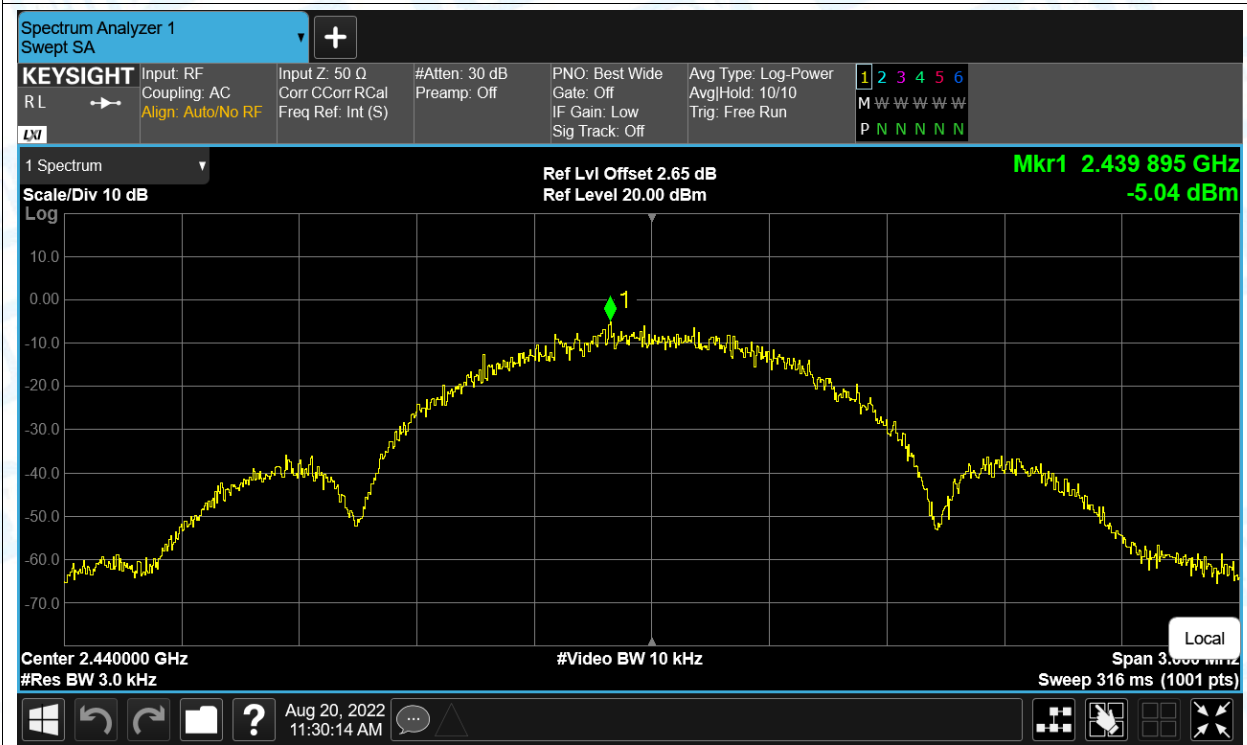 Spectrum Analyzer 1
Swept SA
KEYSIGHT
RL
LXI
Input: RF
Coupling: AC
Align: Auto/No RF
Input Z: 50 Ω
Corr CCorr RCal
Freq Ref: Int (S)
#Atten: 30 dB
Preamp: Off
PNO: Best Wide
Gate: Off
IF Gain: Low
Sig Track: Off
Avg Type: Log-Power
Avg|Hold: 10/10
Trig: Free Run
1 2 3 4 5 6
M W W W W W
P N N N N N
1 Spectrum
Scale/Div 10 dB
Log
Ref Lvl Offset 2.65 dB
Ref Level 20.00 dBm
Mkr1 2.439 895 GHz
-5.04 dBm
10.0
0.00
-10.0
-20.0
-30.0
-40.0
-50.0
-60.0
-70.0
1
Local
Center 2.440000 GHz
#Video BW 10 kHz
#Res BW 3.0 kHz
Span
Sweep 316 ms (1001 pts)
?
Aug 20, 2022
11:30:14 AM